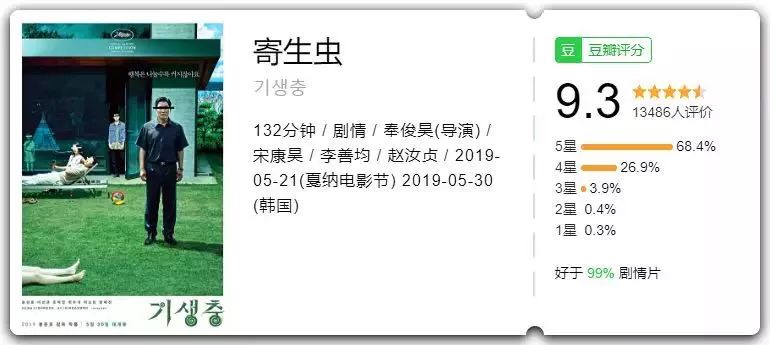 FESTIVAL DE CANNES
COMPETITION
행복은 나눌수록 커지잖아요
기생충
寄生虫
기생충
132分钟 / 剧情 / 奉俊昊(导演) /
宋康昊 / 李善均 / 赵汝贞 / 2019-
05-21(戛纳电影节) 2019-05-30
(韩国)
豆 豆瓣评分
9.3
13486人评价
5星 68.4%
4星 26.9%
3星 3.9%
2星 0.4%
1星 0.3%
好于 99% 剧情片